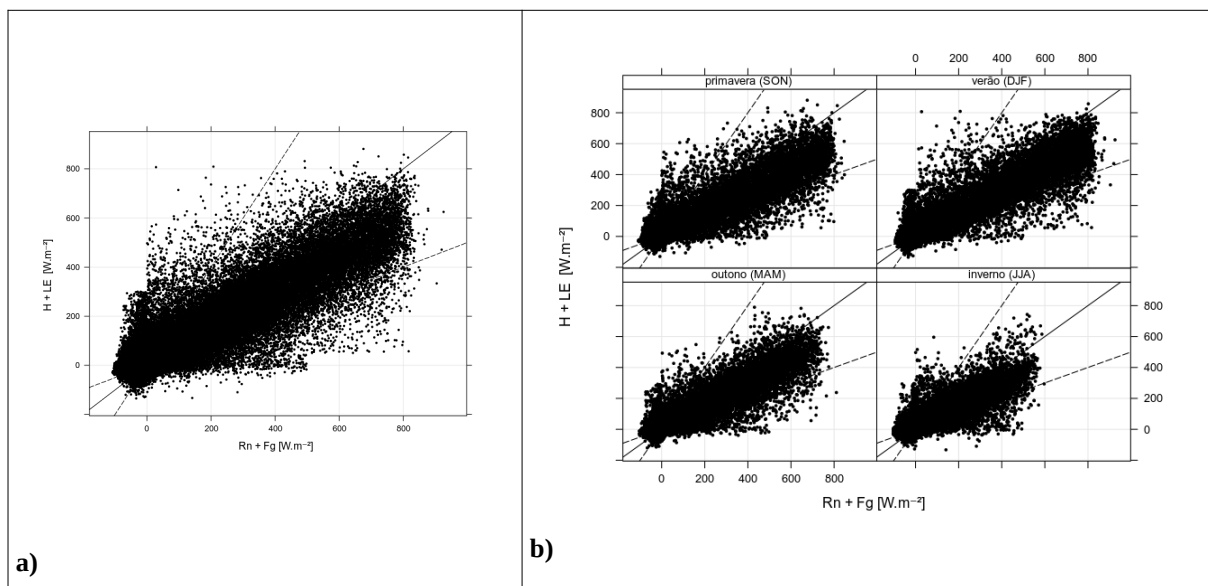 800
600
400
200
0
H + LE [W.m⁻²]
0 200 400 600 800
Rn + Fg [W.m⁻²]
a)
0 200 400 600 800
primavera (SON) verão (DJF)
800
600
400
200
0
outono (MAM) inverno (JJA)
800
600
400
200
0
H + LE [W.m⁻²]
0 200 400 600 800
Rn + Fg [W.m⁻²]
b)